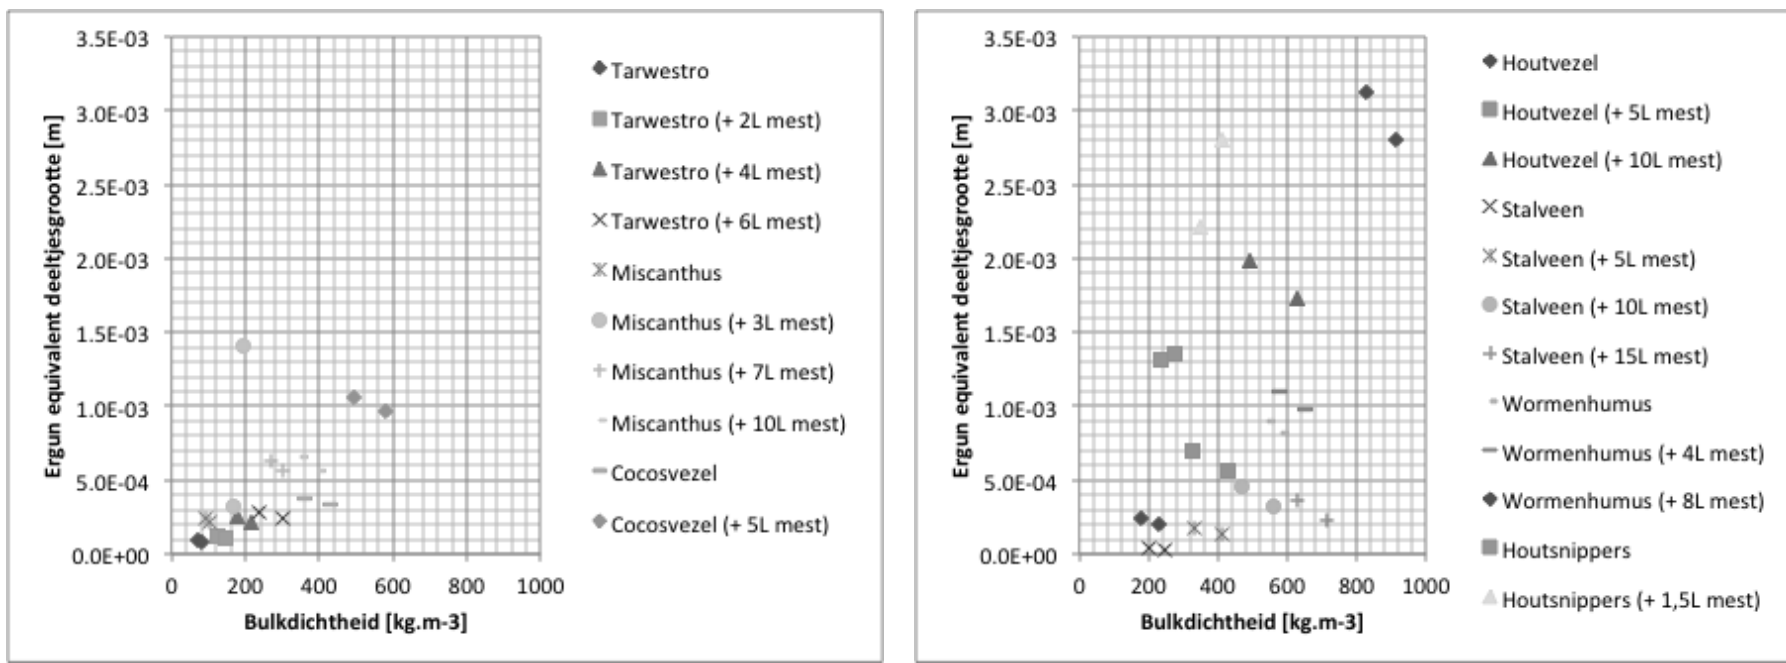 3.5E-03
3.0E-03
2.5E-03
2.0E-03
1.5E-03
1.0E-03
5.0E-04
0.0E+00
Ergun equivalent deeltjesgrootte [m]
0 200 400 600 800 1000
Bulkdichtheid [kg.m-3]
Tarwestro
Tarwestro (+ 2L mest)
Tarwestro (+ 4L mest)
Tarwestro (+ 6L mest)
Miscanthus
Miscanthus (+ 3L mest)
Miscanthus (+ 7L mest)
Miscanthus (+ 10L mest)
Cocosvezel
Cocosvezel (+ 5L mest)
3.5E-03
3.0E-03
2.5E-03
2.0E-03
1.5E-03
1.0E-03
5.0E-04
0.0E+00
Ergun equivalent deeltjesgrootte [m]
0 200 400 600 800 1000
Bulkdichtheid [kg.m-3]
Houtvezel
Houtvezel (+ 5L mest)
Houtvezel (+ 10L mest)
Stalveen
Stalveen (+ 5L mest)
Stalveen (+ 10L mest)
Stalveen (+ 15L mest)
Wormenhumus
Wormenhumus (+ 4L mest)
Wormenhumus (+ 8L mest)
Houtsnippers
Houtsnippers (+ 1,5L mest)